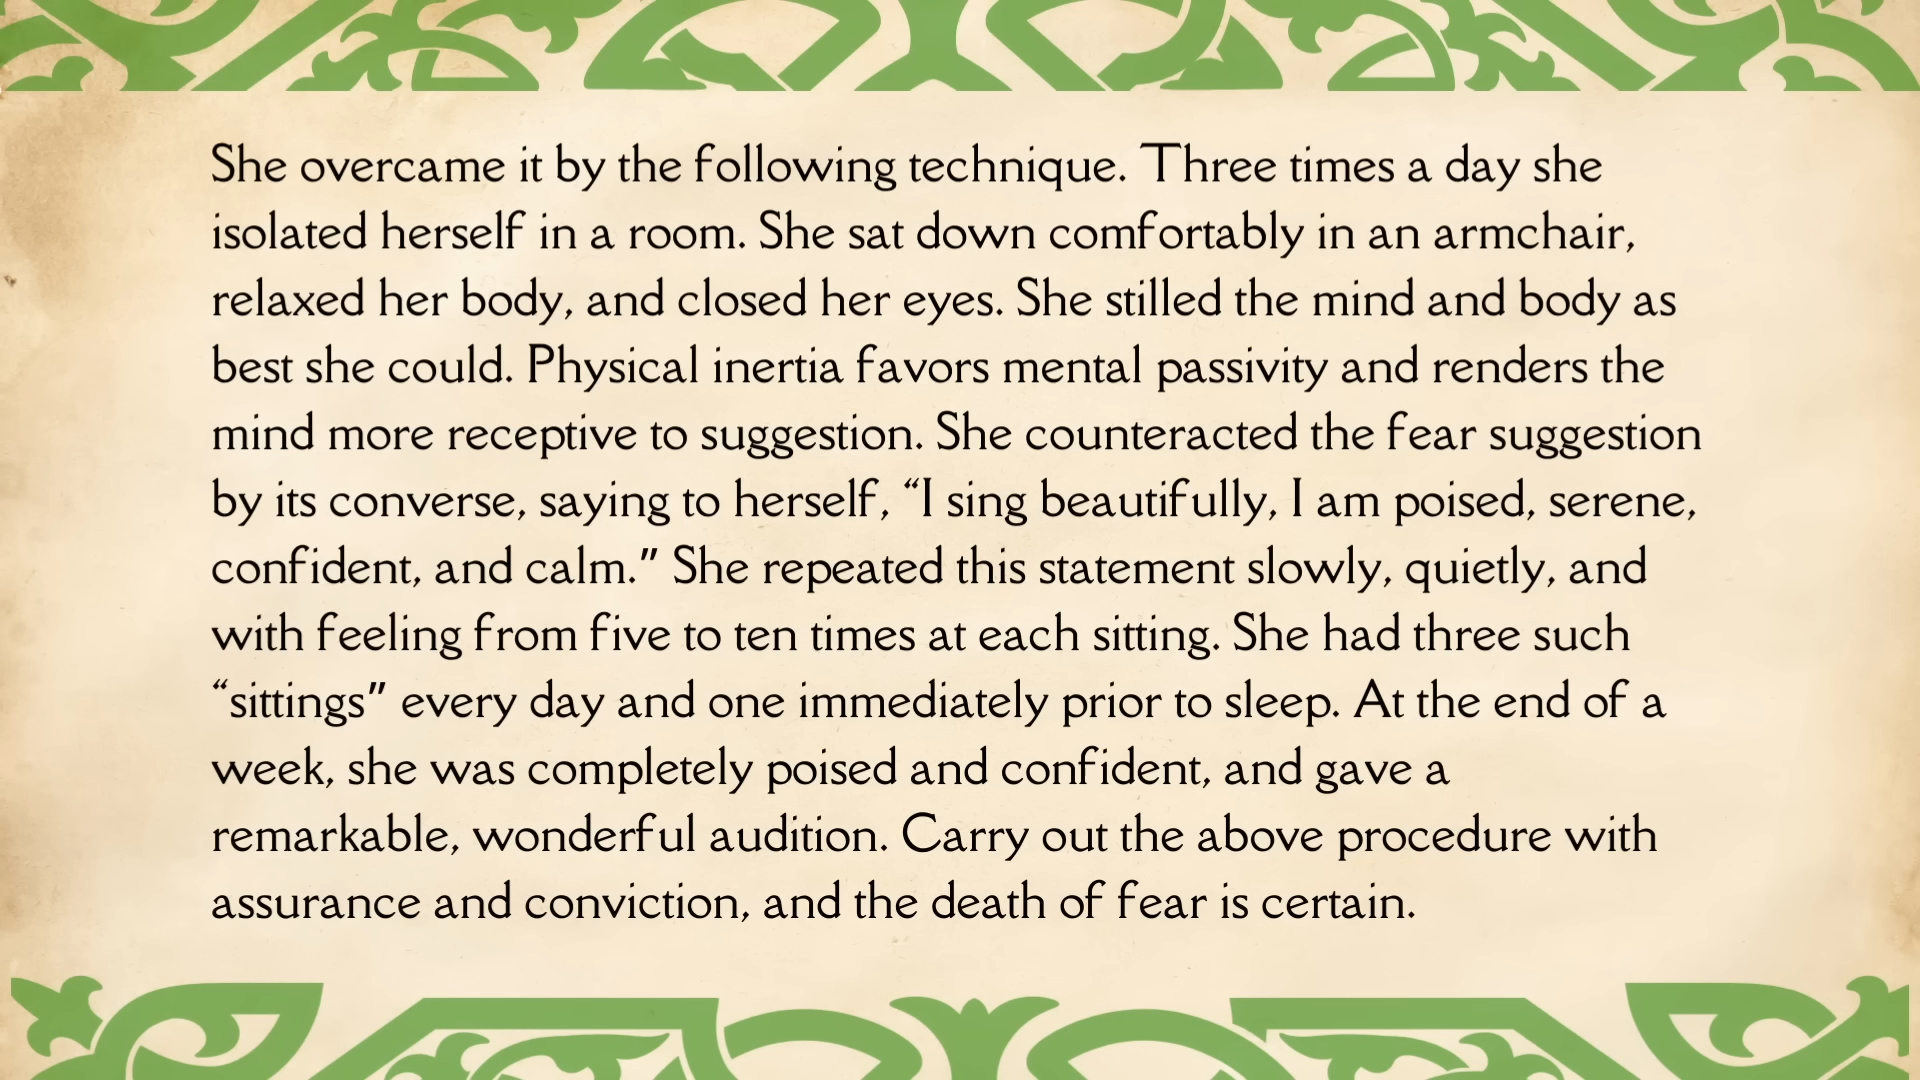 She overcame it by the following technique. Three times a day she
isolated herself in a room. She sat down comfortably in an armchair,
relaxed her body, and closed her eyes. She stilled the mind and body as
best she could. Physical inertia favors mental passivity and renders the
mind more receptive to suggestion. She counteracted the fear suggestion
by its converse, saying to herself, “I sing beautifully, I am poised, serene,
confident, and calm." She repeated this statement slowly, quietly, and
with feeling from five to ten times at each sitting. She had three such
“sittings" every day and one immediately prior to sleep. At the end of a
week, she was completely poised and confident, and gave a
remarkable, wonderful audition. Carry out the above procedure with
assurance and conviction, and the death of fear is certain.